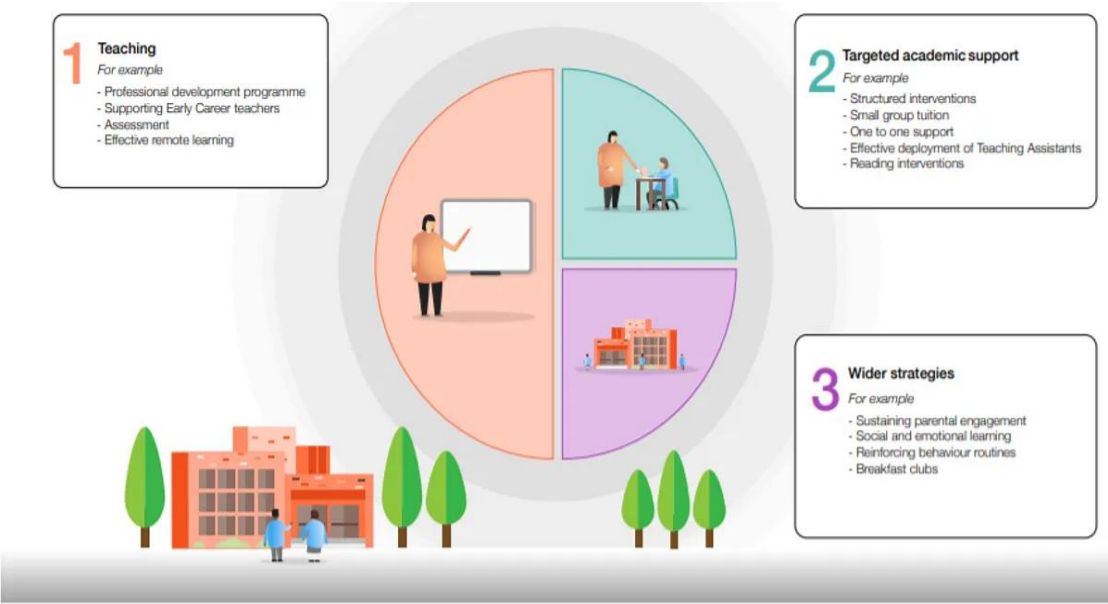 1
Teaching
For example
- Professional development programme
- Supporting Early Career teachers
- Assessment
- Effective remote learning
2
Targeted academic support
For example
- Structured interventions
- Small group tuition
- One to one support
- Effective deployment of Teaching Assistants
- Reading interventions
3
Wider strategies
For example
- Sustaining parental engagement
- Social and emotional learning
- Reinforcing behaviour routines
- Breakfast clubs